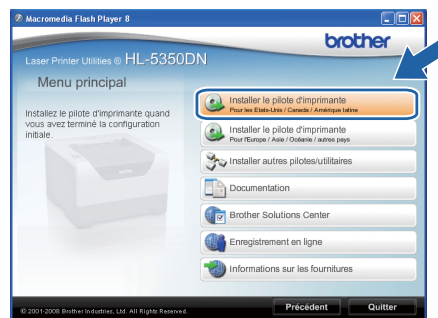 Macromedia Flash Player 8
brother
Laser Printer Utilities ® HL-5350DN
Menu principal
Installez le pilote d'imprimante quand
vous avez terminé la configuration
initiale.
Installer le pilote d'imprimante
Pour les Etats-Unis / Canada / Amérique latine
Installer le pilote d'imprimante
Pour l'Europe / Asie / Océanie / autres pays
Installer autres pilotes/utilitaires
Documentation
Brother Solutions Center
Enregistrement en ligne
Informations sur les fournitures
© 2001-2008 Brother Industries, Ltd. All Rights Reserved.
Précédent
Quitter